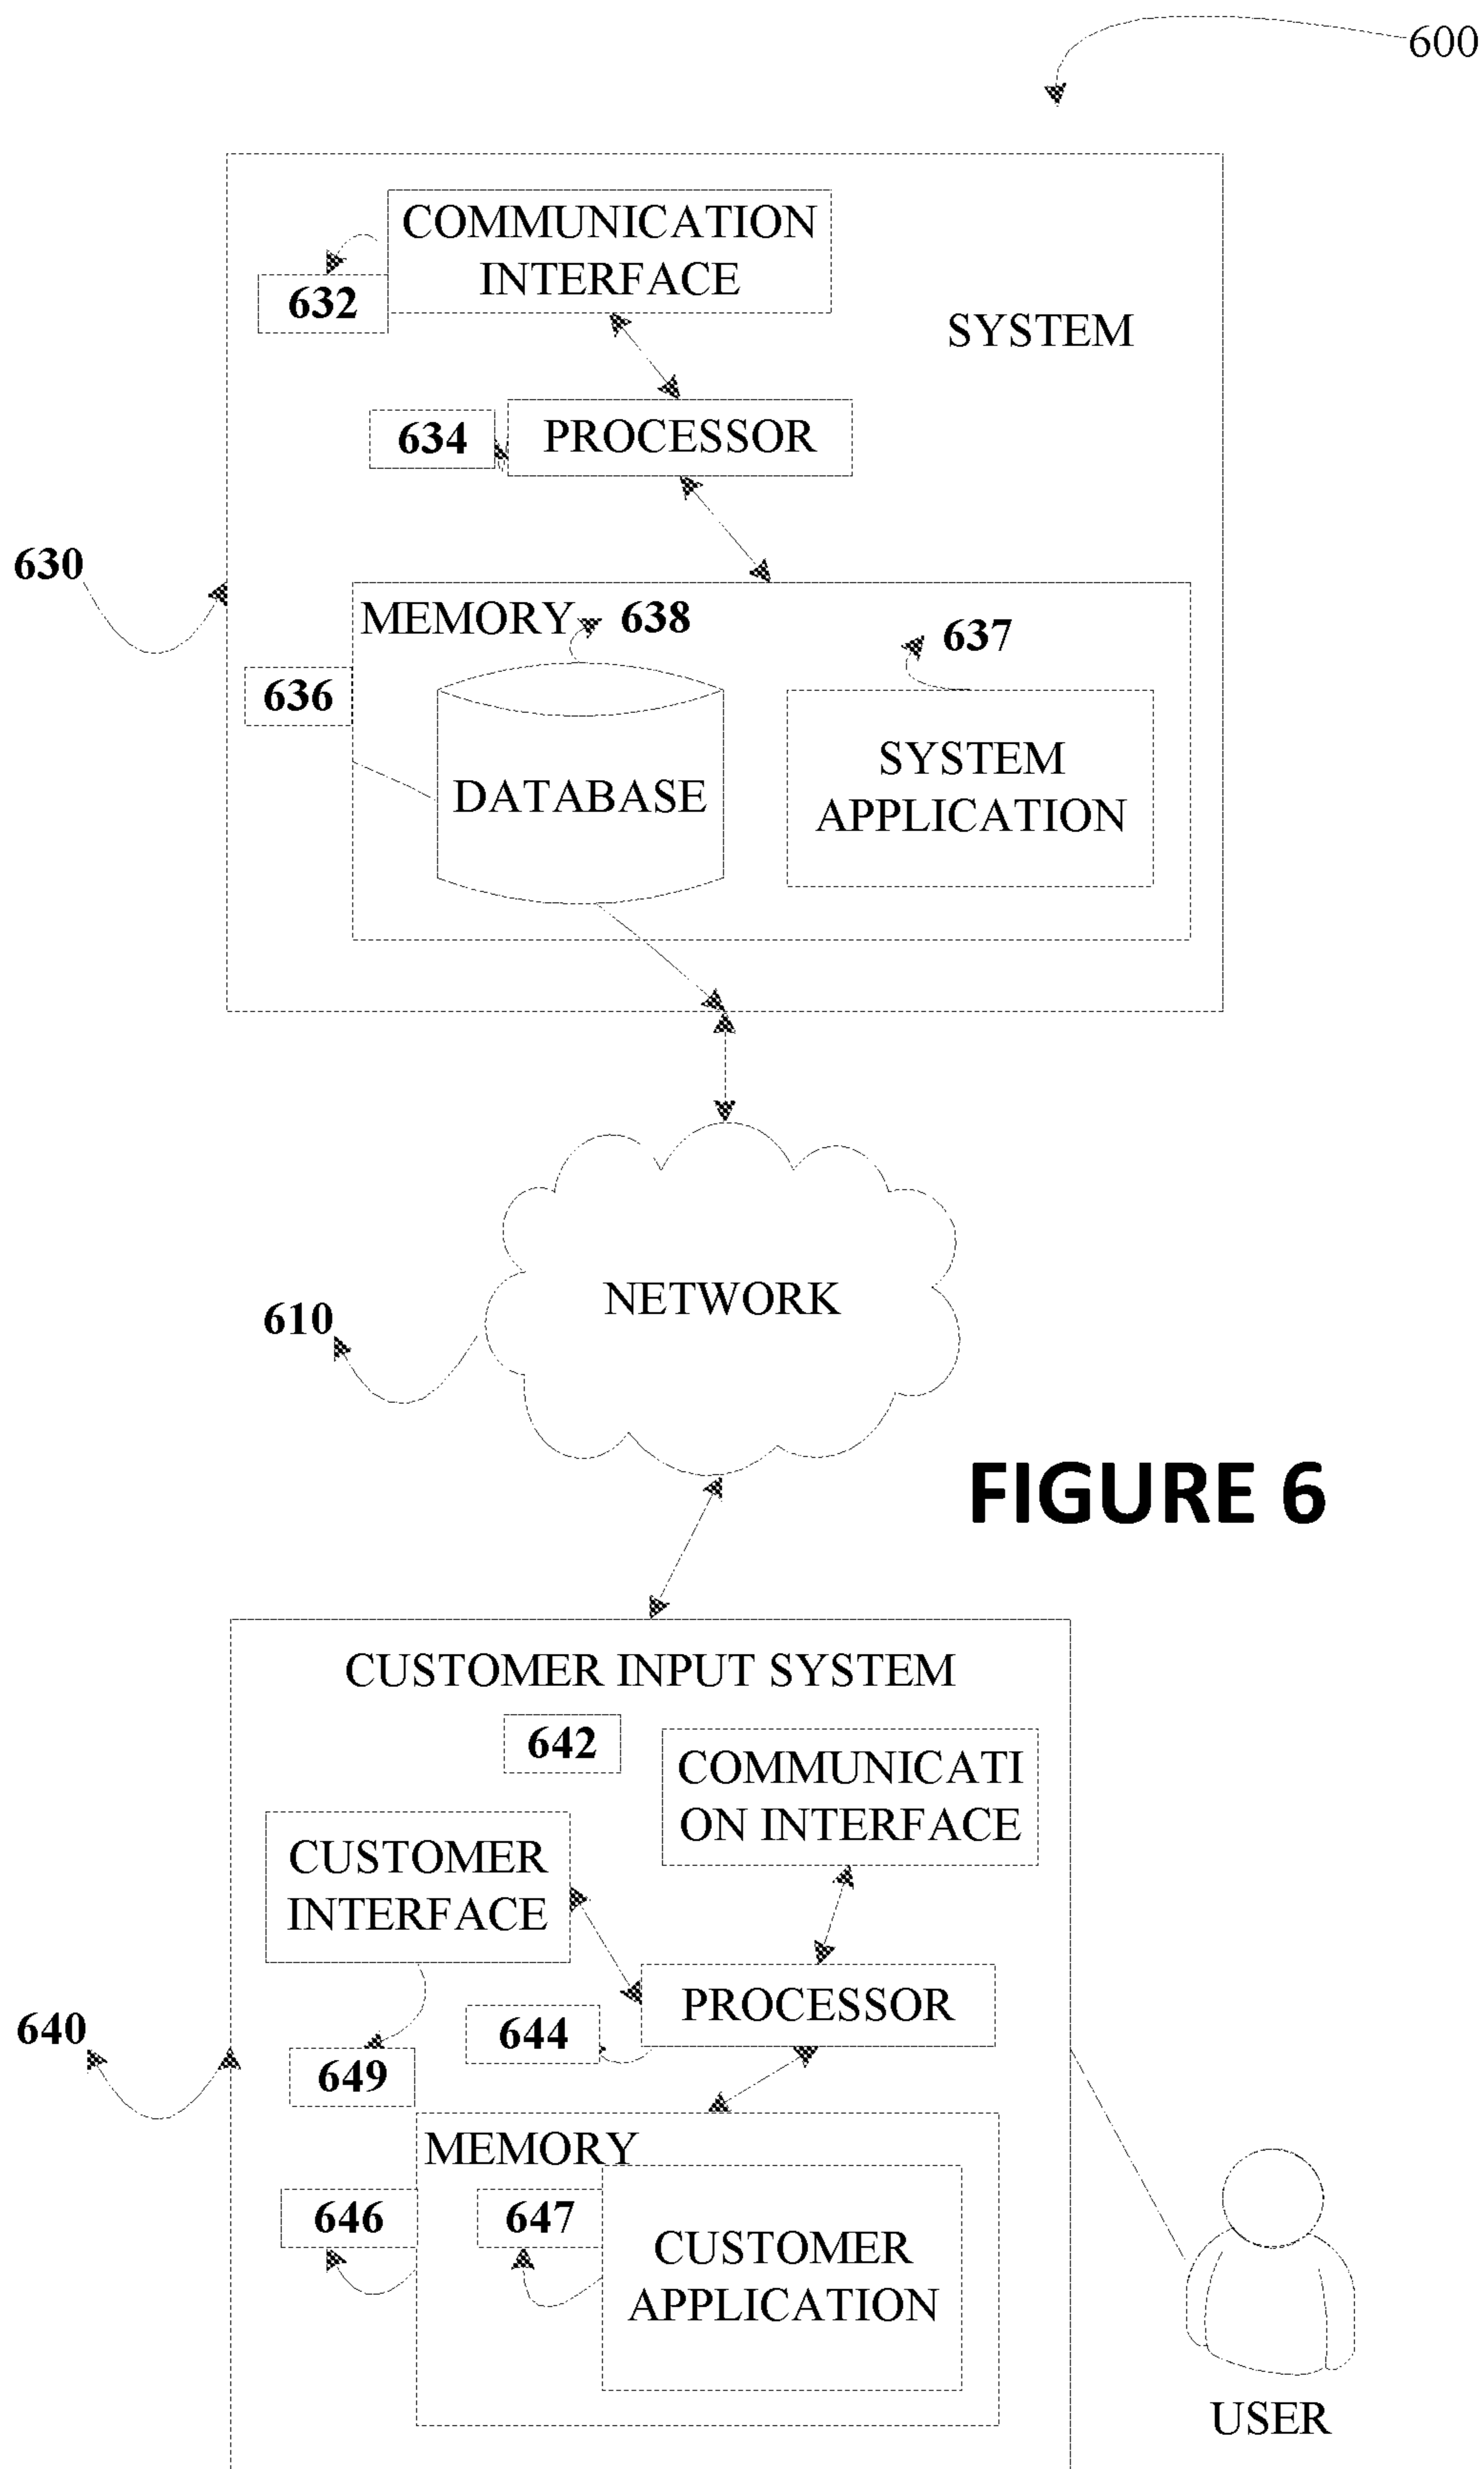 600
COMMUNICATION
INTERFACE
632
SYSTEM
634
PROCESSOR
630
MEMORY
638
637
636
SYSTEM
DATABASE
APPLICATION
NETWORK
610
FIGURE 6
CUSTOMER INPUT SYSTEM
642
COMMUNICATI
ON INTERFACE
CUSTOMER
INTERFACE
PROCESSOR
640
644
649
MEMORY
646
647
CUSTOMER
APPLICATION
USER